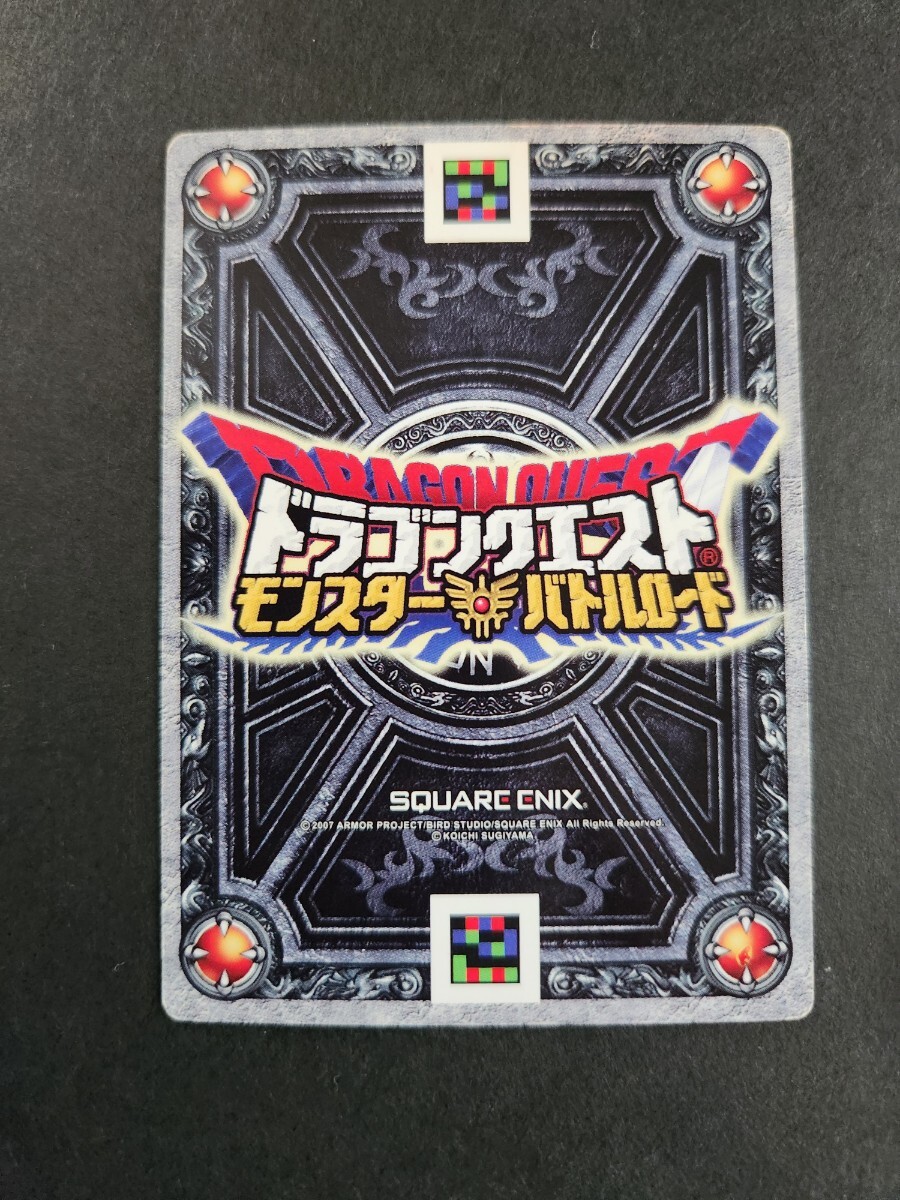 DRAGON QUEST
ドラゴンクエスト®
モンスターバトルロード
SQUARE ENIX®
©2007 ARMOR PROJECT/BIRD STUDIO/SQUARE ENIX All Rights Reserved.
©KOICHI SUGIYAMA